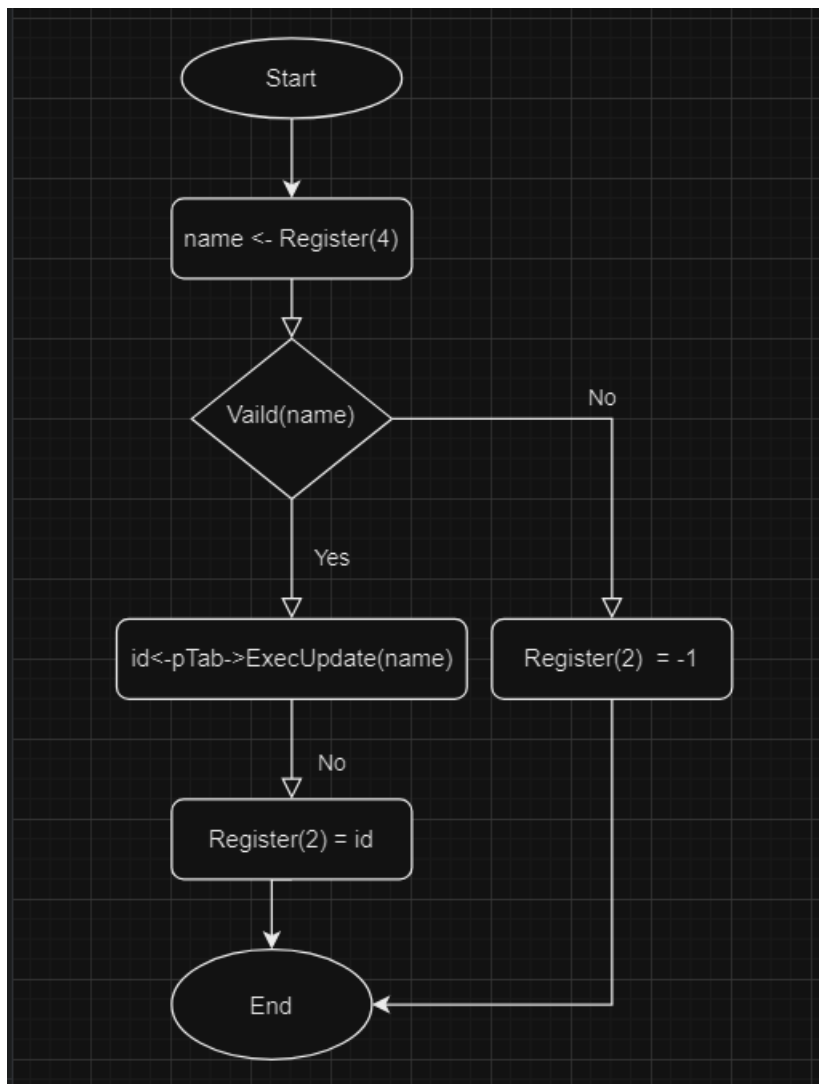 Start
name <- Register(4)
Vaild(name)
No
Yes
id<-pTab->ExecUpdate(name)
Register(2)  = -1
No
Register(2) = id
End